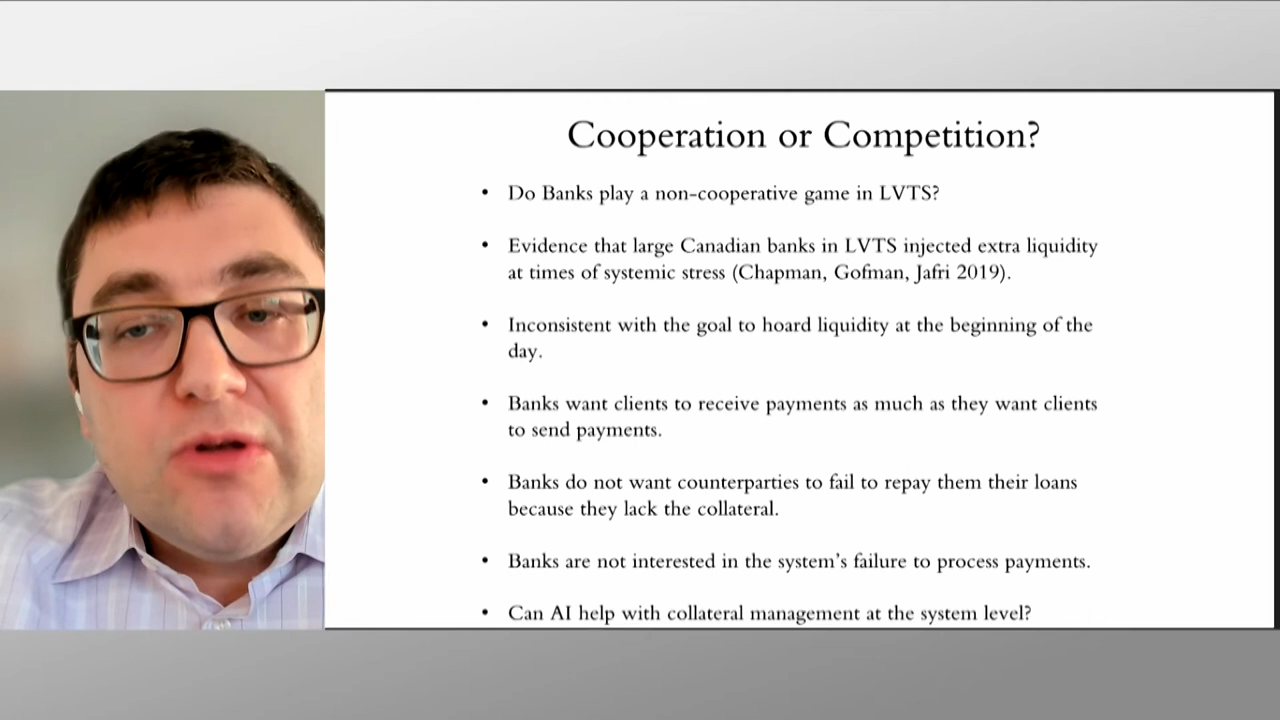 Cooperation or Competition?
• Do Banks play a non-cooperative game in LVTS?
• Evidence that large Canadian banks in LVTS injected extra liquidity
at times of systemic stress (Chapman, Gofman, Jafri 2019).
• Inconsistent with the goal to hoard liquidity at the beginning of the
day.
• Banks want clients to receive payments as much as they want clients
to send payments.
• Banks do not want counterparties to fail to repay them their loans
because they lack the collateral.
• Banks are not interested in the system's failure to process payments.
• Can AI help with collateral management at the system level?